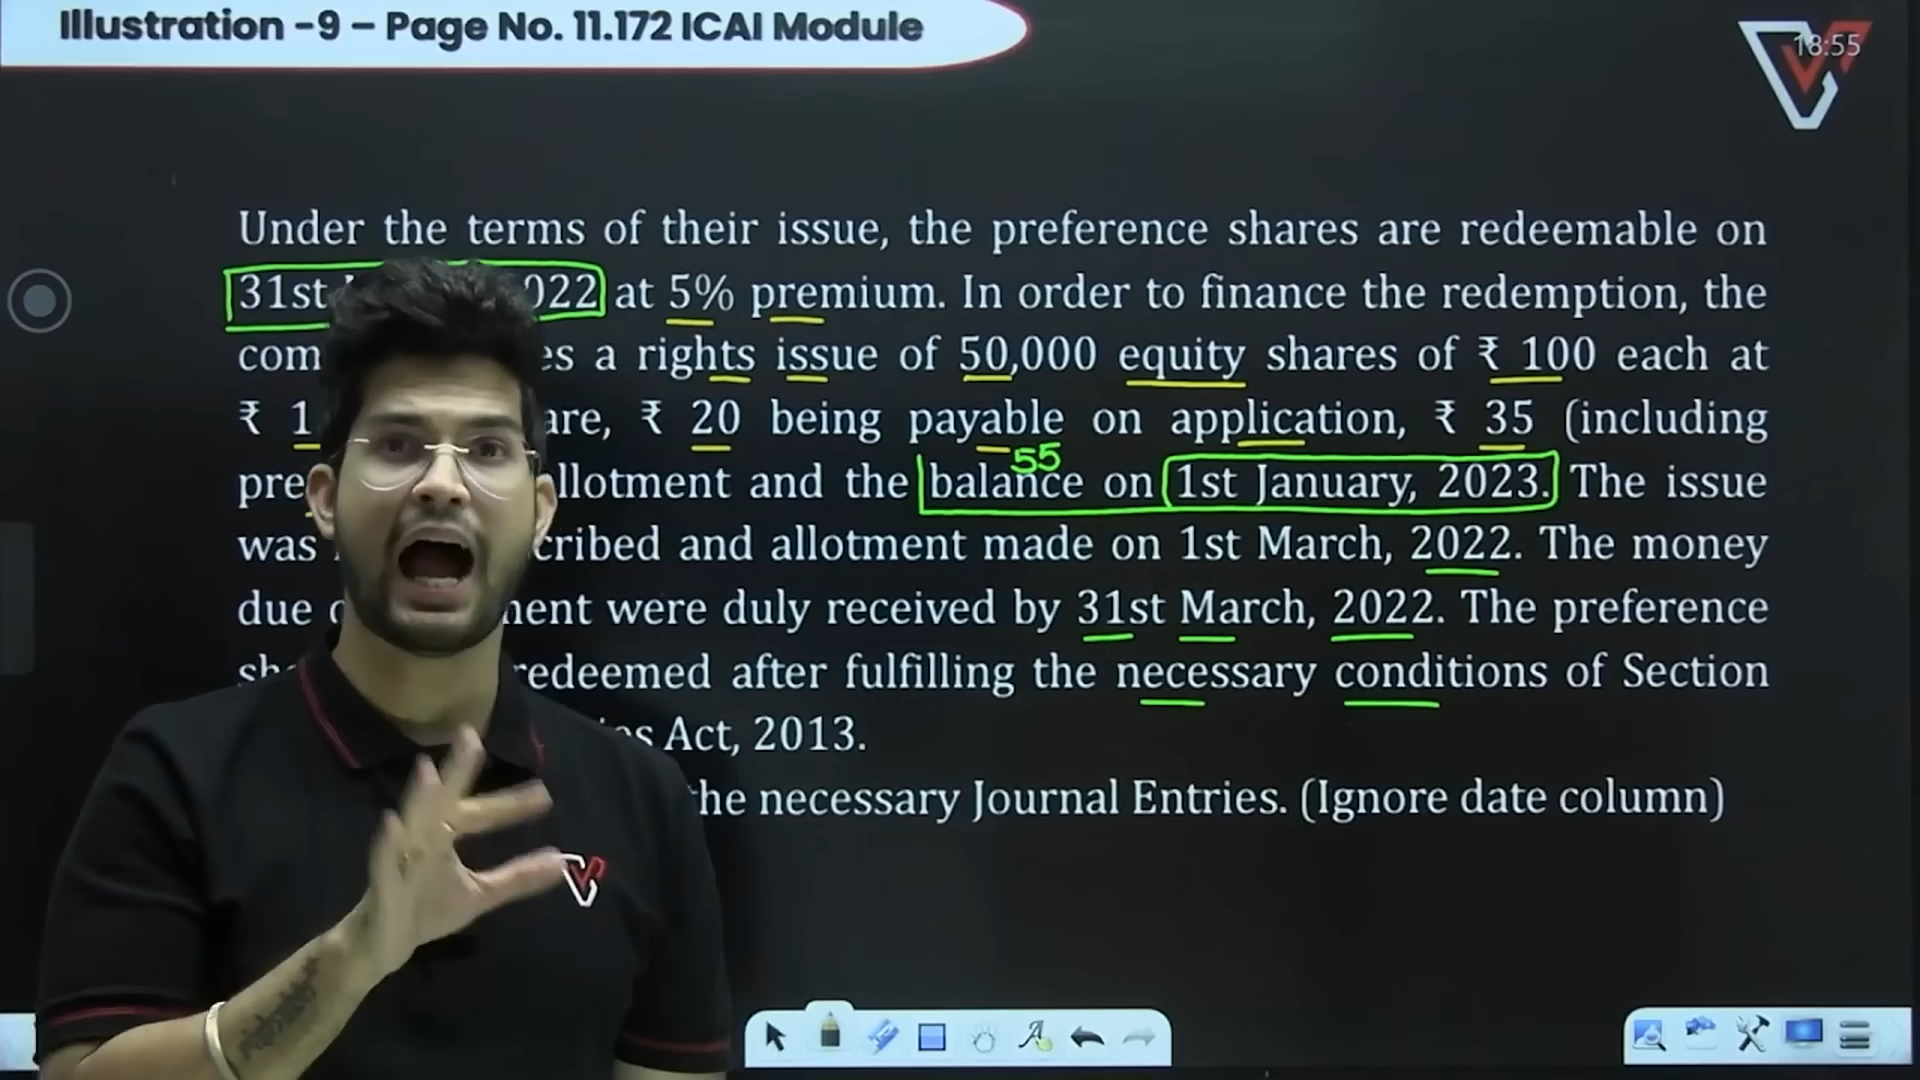 Illustration -9 – Page No. 11.172 ICAI Module
18:55
Under the terms of their issue, the preference shares are redeemable on
31st 022 at 5% premium. In order to finance the redemption, the
com es a rights issue of 50,000 equity shares of ₹ 100 each at
₹ 1 are, ₹ 20 being payable on application, ₹ 35 (including
55
pre llotment and the balance on 1st January, 2023. The issue
was cribed and allotment made on 1st March, 2022. The money
due ent were duly received by 31st March, 2022. The preference
sh redeemed after fulfilling the necessary conditions of Section
es Act, 2013.
the necessary Journal Entries. (Ignore date column)